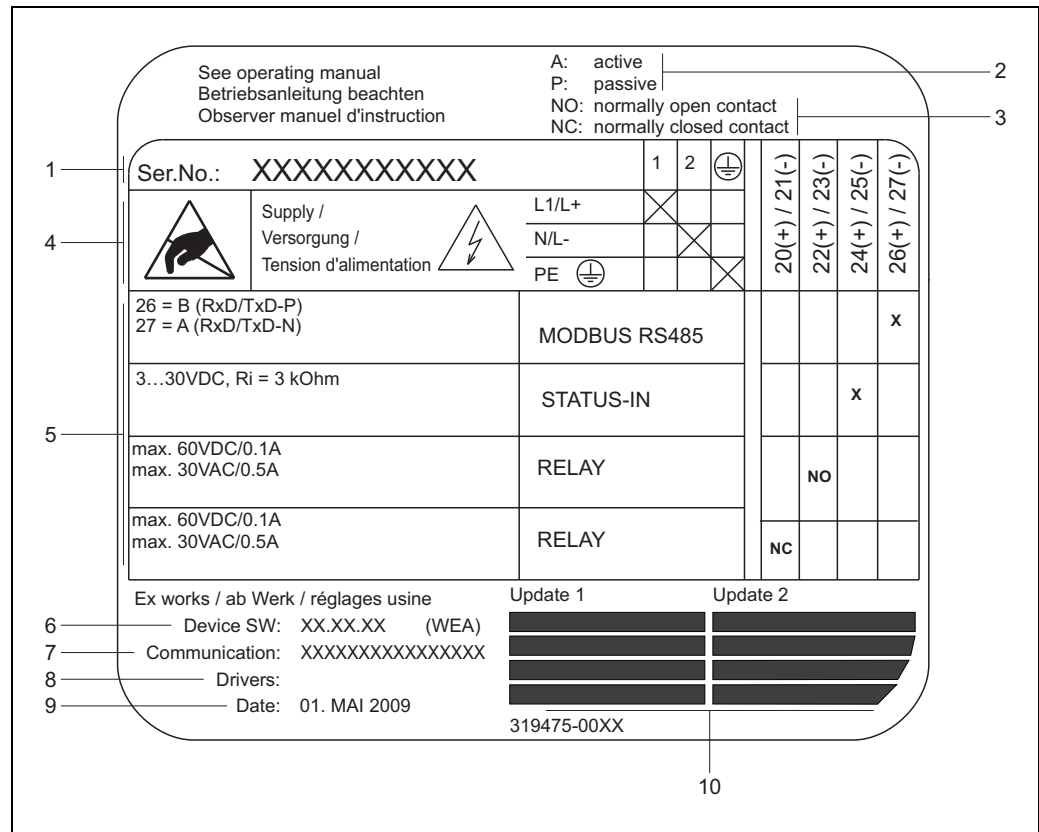 See operating manual
Betriebsanleitung beachten
Observer manuel d'instruction
A: active
P: passive
NO: normally open contact
NC: normally closed contact
2
3
1
Ser.No.: XXXXXXXXXXX
1 2
20(+) / 21(-)
22(+) / 23(-)
24(+) / 25(-)
26(+) / 27(-)
4
Supply /
Versorgung /
Tension d'alimentation
L1/L+
N/L-
PE
5
26 = B (RxD/TxD-P)
27 = A (RxD/TxD-N)
MODBUS RS485
X
3...30VDC, Ri = 3 kOhm
STATUS-IN
X
max. 60VDC/0.1A
max. 30VAC/0.5A
RELAY
NO
max. 60VDC/0.1A
max. 30VAC/0.5A
RELAY
NC
Ex works / ab Werk / réglages usine
Update 1
Update 2
6
Device SW: XX.XX.XX (WEA)
7
Communication: XXXXXXXXXXXXXXXX
8
Drivers:
9
Date: 01. MAI 2009
319475-00XX
10